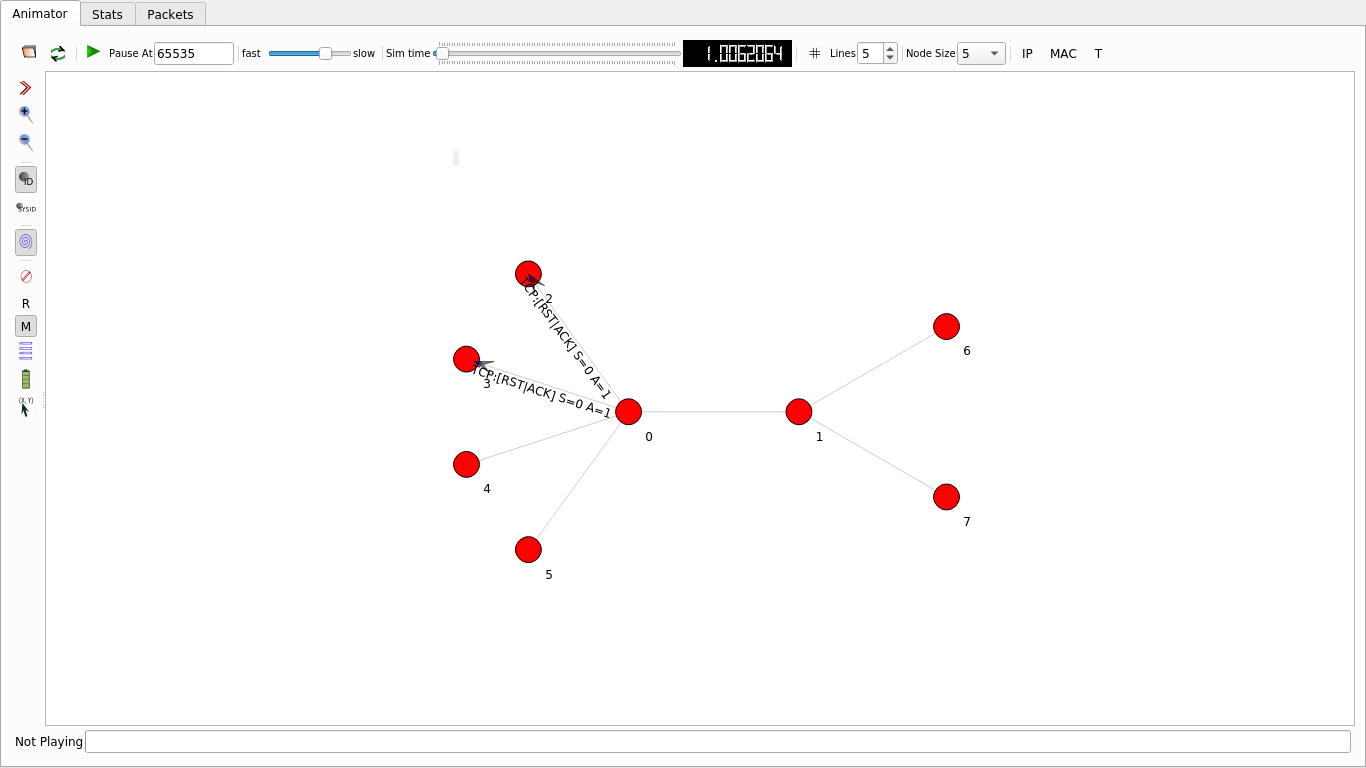 Animator Stats Packets
Pause At 65535 fast slow Sim time 1.0062064 # Lines 5 Node Size 5 IP MAC T
ID
SYSID
R
M
(X, Y)
2
TCP:[RST|ACK] S=0 A=1
3
TCP:[RST|ACK] S=0 A=1
6
0
1
4
7
5
Not Playing